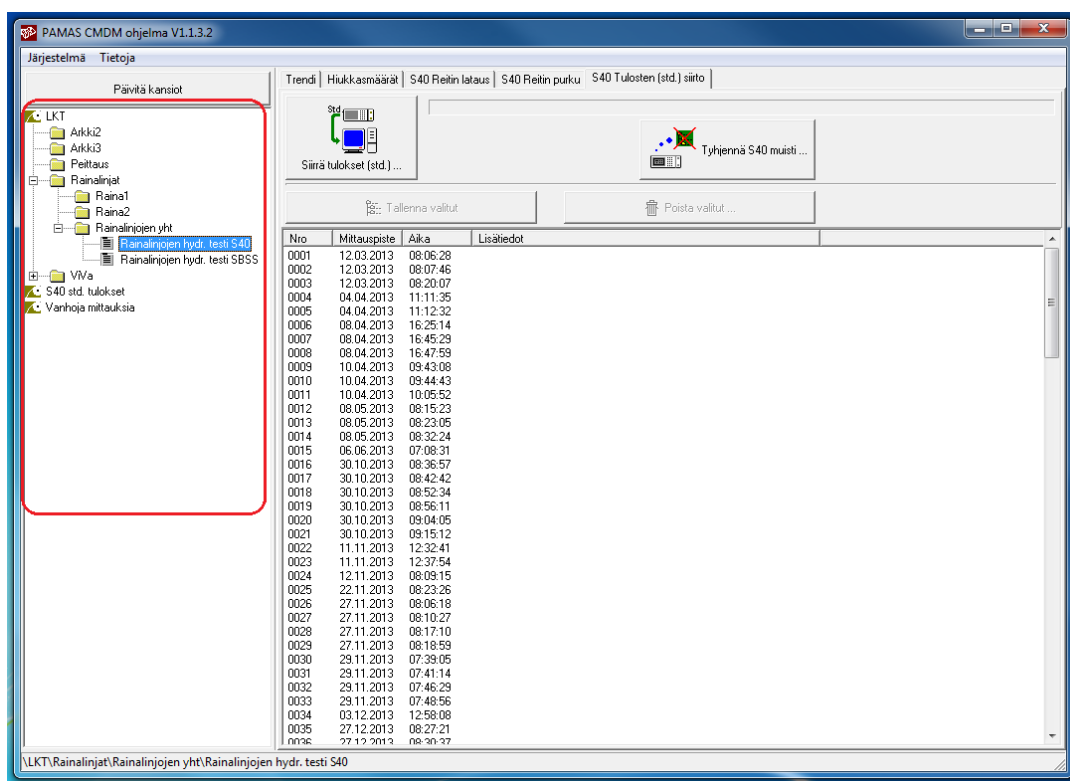 PAMAS CMDM ohjelma V1.1.3.2
Järjestelmä Tietoja
Päivitä kansiot
LKT
Arkki2
Arkki3
Peittaus
Rainalinjat
Raina1
Raina2
Rainalinjojen yht
Rainalinjojen hydr. testi S40
Rainalinjojen hydr. testi SBSS
ViVa
S40 std. tulokset
Vanhoja mittauksia
Trendi Hiukkasmäärät S40 Reitin lataus S40 Reitin purku S40 Tulosten (std.) siirto
Std
Siirrä tulokset (std.) ...
Tyhjennä S40 muisti ...
Tallenna valitut
Poista valitut ...
Nro Mittauspiste Aika Lisätiedot
0001 12.03.2013 08:06:28
0002 12.03.2013 08:07:46
0003 12.03.2013 08:20:07
0004 04.04.2013 11:11:35
0005 04.04.2013 11:12:32
0006 08.04.2013 16:25:14
0007 08.04.2013 16:45:29
0008 08.04.2013 16:47:59
0009 10.04.2013 09:43:08
0010 10.04.2013 09:44:43
0011 10.04.2013 10:05:52
0012 08.05.2013 08:15:23
0013 08.05.2013 08:23:05
0014 08.05.2013 08:32:24
0015 06.06.2013 07:08:31
0016 30.10.2013 08:36:57
0017 30.10.2013 08:42:42
0018 30.10.2013 08:52:34
0019 30.10.2013 08:56:11
0020 30.10.2013 09:04:05
0021 30.10.2013 09:15:12
0022 11.11.2013 12:32:41
0023 11.11.2013 12:37:54
0024 12.11.2013 08:09:15
0025 22.11.2013 08:23:26
0026 27.11.2013 08:06:18
0027 27.11.2013 08:10:27
0028 27.11.2013 08:17:10
0029 27.11.2013 08:18:59
0030 29.11.2013 07:39:05
0031 29.11.2013 07:41:14
0032 29.11.2013 07:46:29
0033 29.11.2013 07:48:56
0034 03.12.2013 12:58:08
0035 27.12.2013 08:27:21
0036 27.12.2013 08:30:37
\LKT\Rainalinjat\Rainalinjojen yht\Rainalinjojen hydr. testi S40